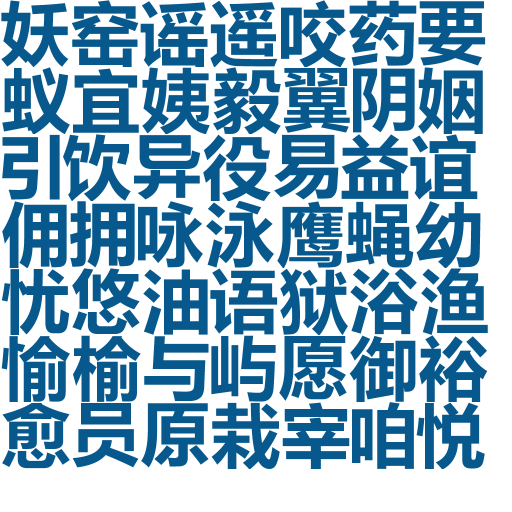 妖窑谣遥咬药要
蚁宜姨毅翼阴姻
引饮异役易益谊
佣拥咏泳鹰蝇幼
忧悠油语狱浴渔
愉榆与屿愿御裕
愈员原栽宰咱悦